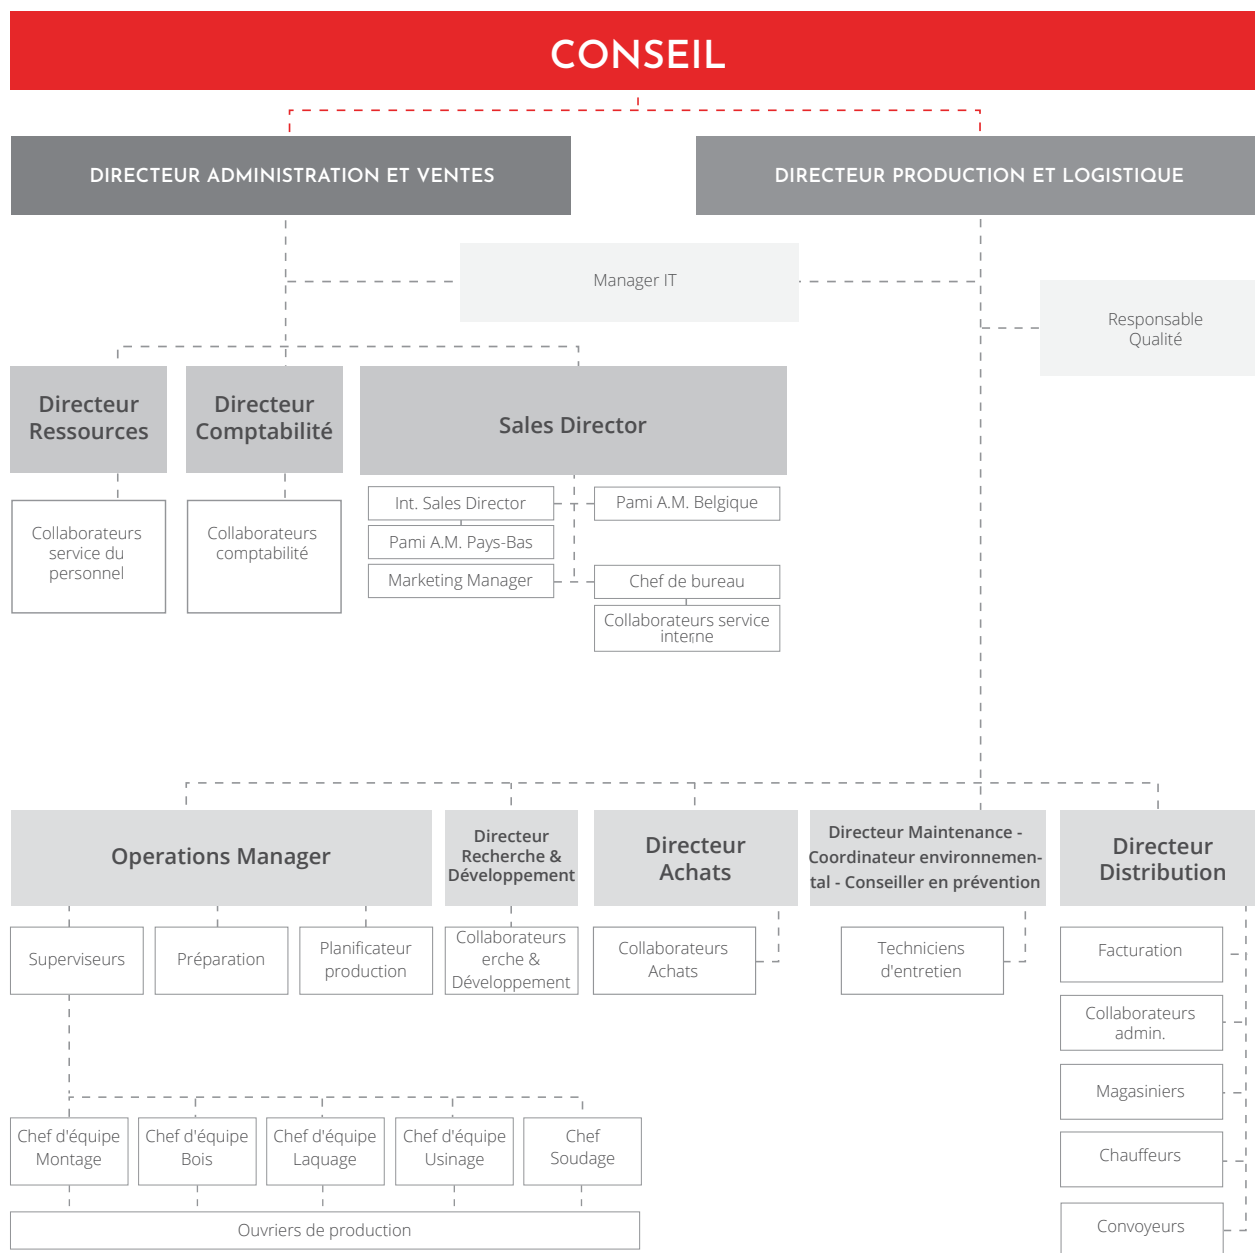 CONSEIL
DIRECTEUR ADMINISTRATION ET VENTES
DIRECTEUR PRODUCTION ET LOGISTIQUE
Manager IT
Responsable
Qualité
Directeur
Ressources
Directeur
Comptabilité
Sales Director
Collaborateurs
service du
personnel
Collaborateurs
comptabilité
Int. Sales Director
Pami A.M. Belgique
Pami A.M. Pays-Bas
Marketing Manager
Chef de bureau
Collaborateurs service
interne
Operations Manager
Directeur
Recherche &
Développement
Directeur
Achats
Directeur Maintenance -
Coordinateur environnemen-
tal - Conseiller en prévention
Directeur
Distribution
Superviseurs
Préparation
Planificateur
production
Collaborateurs
erche &
Développement
Collaborateurs
Achats
Techniciens
d'entretien
Facturation
Collaborateurs
admin.
Magasiniers
Chauffeurs
Convoyeurs
Chef d'équipe
Montage
Chef d'équipe
Bois
Chef d'équipe
Laquage
Chef d'équipe
Usinage
Chef
Soudage
Ouvriers de production